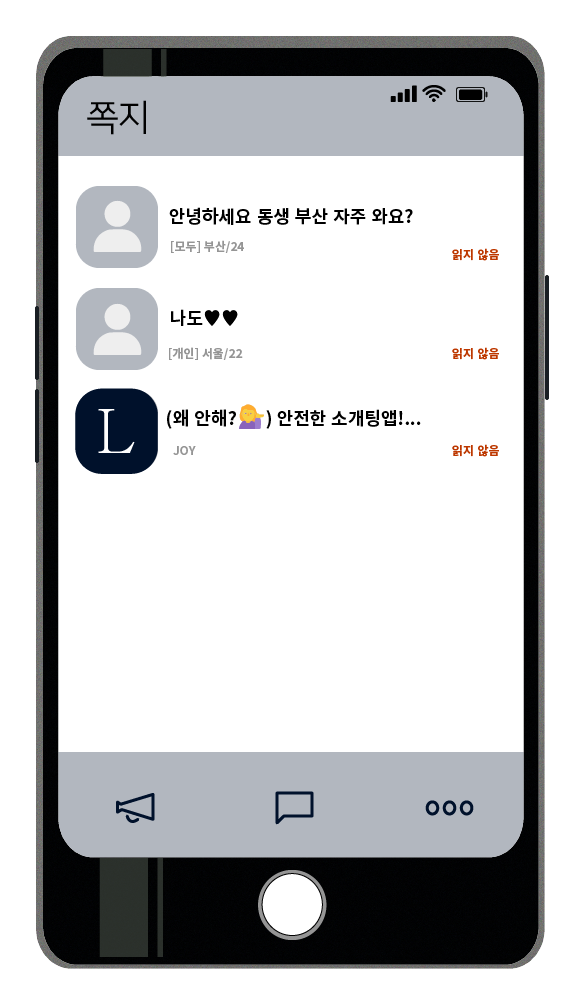 쪽지
안녕하세요 동생 부산 자주 와요?
[모두] 부산/24
읽지 않음
나도♥♥
[개인] 서울/22
읽지 않음
L
(왜 안해?💁‍♀️) 안전한 소개팅앱!...
JOY
읽지 않음